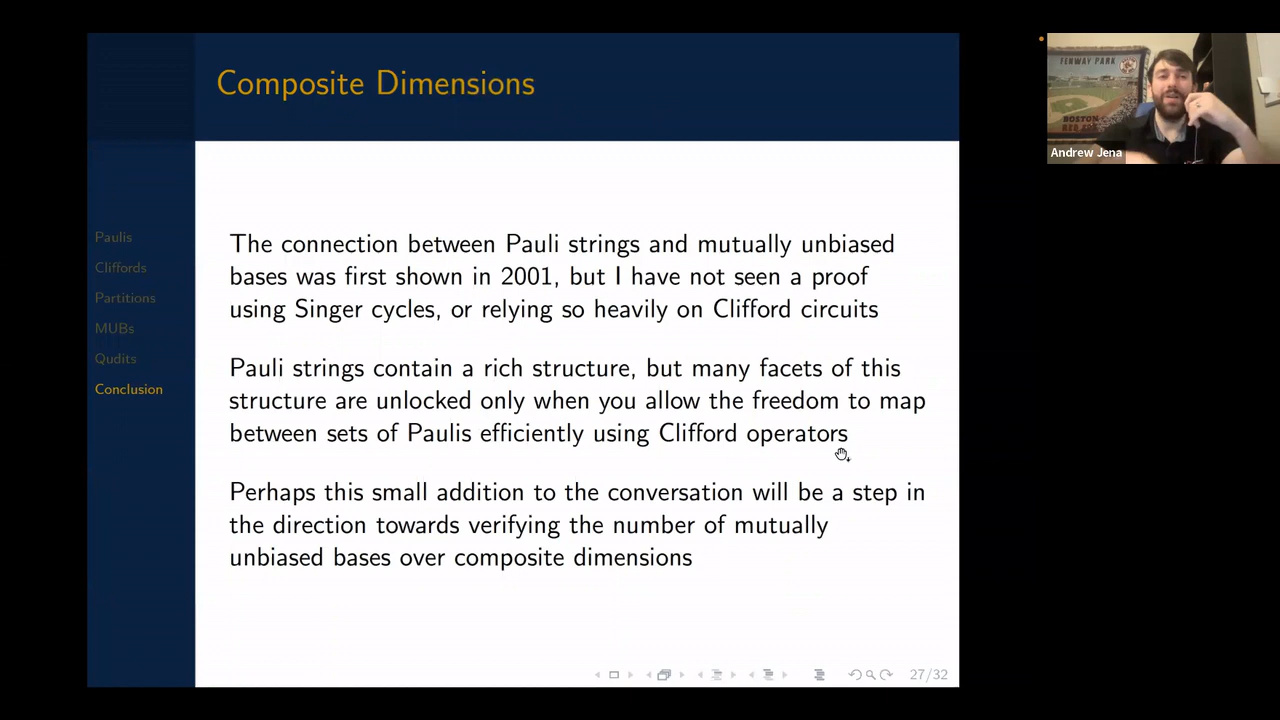 Composite Dimensions
FENWAY PARK
BOSTON
RED SOX
Andrew Jena
Paulis
Cliffords
Partitions
MUBs
Qudits
Conclusion
The connection between Pauli strings and mutually unbiased
bases was first shown in 2001, but I have not seen a proof
using Singer cycles, or relying so heavily on Clifford circuits
Pauli strings contain a rich structure, but many facets of this
structure are unlocked only when you allow the freedom to map
between sets of Paulis efficiently using Clifford operators
Perhaps this small addition to the conversation will be a step in
the direction towards verifying the number of mutually
unbiased bases over composite dimensions
27/32